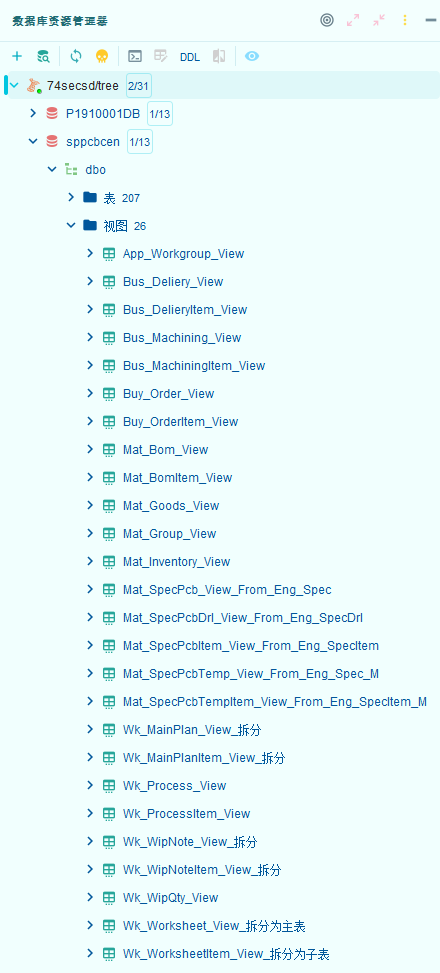 数据库资源管理器
DDL
74secsd/tree 2/31
P1910001DB 1/13
sppcbcen 1/13
dbo
表 207
视图 26
App_Workgroup_View
Bus_Deliery_View
Bus_DelieryItem_View
Bus_Machining_View
Bus_MachiningItem_View
Buy_Order_View
Buy_OrderItem_View
Mat_Bom_View
Mat_BomItem_View
Mat_Goods_View
Mat_Group_View
Mat_Inventory_View
Mat_SpecPcb_View_From_Eng_Spec
Mat_SpecPcbDrl_View_From_Eng_SpecDrl
Mat_SpecPcbItem_View_From_Eng_SpecItem
Mat_SpecPcbTemp_View_From_Eng_Spec_M
Mat_SpecPcbTempItem_View_From_Eng_SpecItem_M
Wk_MainPlan_View_拆分
Wk_MainPlanItem_View_拆分
Wk_Process_View
Wk_ProcessItem_View
Wk_WipNote_View_拆分
Wk_WipNoteItem_View_拆分
Wk_WipQty_View
Wk_Worksheet_View_拆分为主表
Wk_WorksheetItem_View_拆分为子表